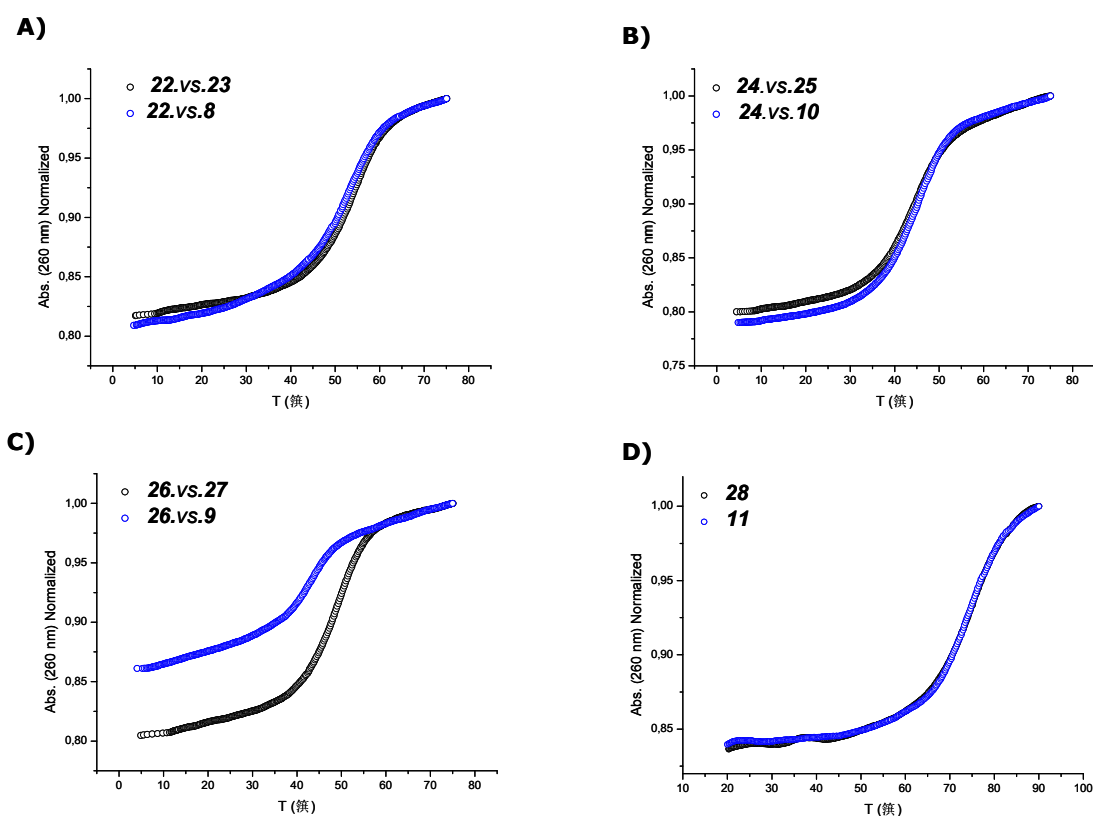 A)
22.vs.23
22.vs.8
1,00
0,95
0,90
0,85
0,80
Abs. (260 nm) Normalized
0 10 20 30 40 50 60 70 80
T (篊)
B)
24.vs.25
24.vs.10
1,00
0,95
0,90
0,85
0,80
0,75
Abs. (260 nm) Normalized
0 10 20 30 40 50 60 70 80
T (篊)
C)
26.vs.27
26.vs.9
1,00
0,95
0,90
0,85
0,80
Abs. (260 nm) Normalized
0 10 20 30 40 50 60 70 80
T (篊)
D)
28
11
1,00
0,95
0,90
0,85
Abs. (260 nm) Normalized
10 20 30 40 50 60 70 80 90 100
T (篊)